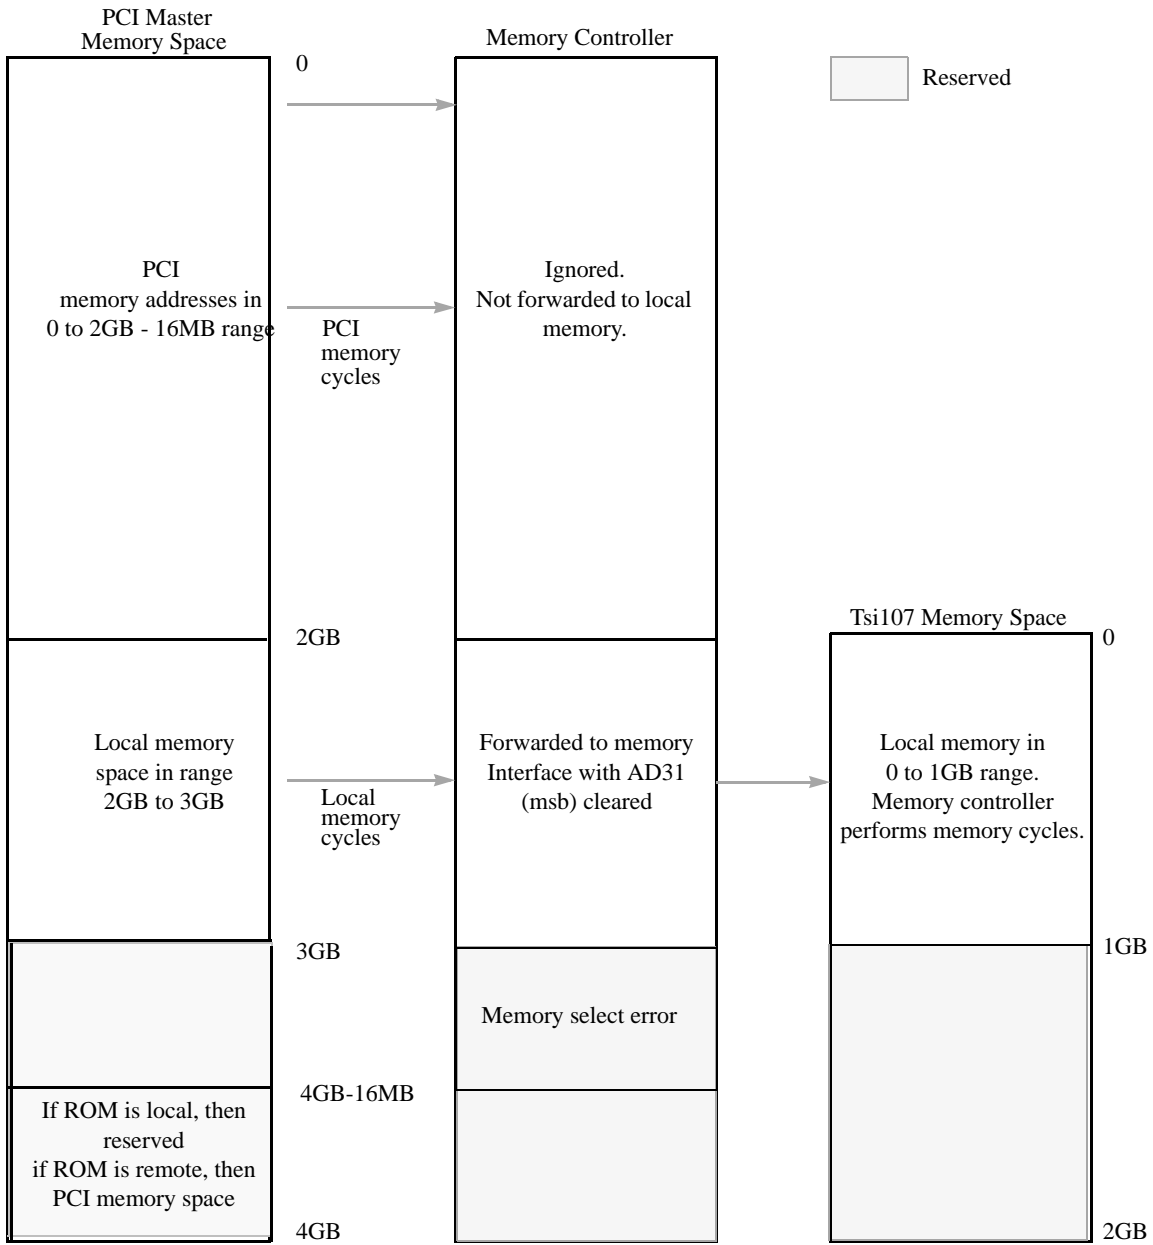 PCI Master
Memory Space
Memory Controller
0
Reserved
PCI
memory addresses in
0 to 2GB - 16MB range
PCI
memory
cycles
Ignored.
Not forwarded to local
memory.
2GB
Tsi107 Memory Space
0
Local memory
space in range
2GB to 3GB
Local
memory
cycles
Forwarded to memory
Interface with AD31
(msb) cleared
Local memory in
0 to 1GB range.
Memory controller
performs memory cycles.
3GB
1GB
Memory select error
4GB-16MB
If ROM is local, then
reserved
if ROM is remote, then
PCI memory space
4GB
2GB